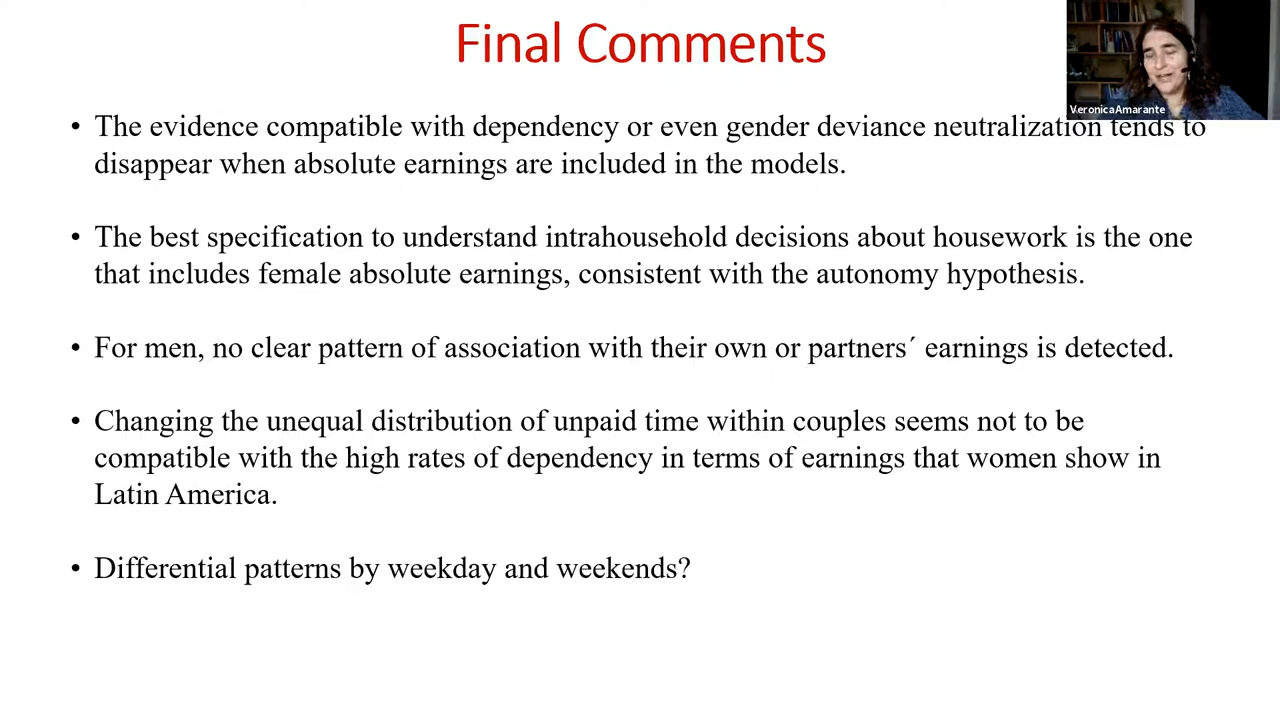 Final Comments
Veronica Amarante
• The evidence compatible with dependency or even gender deviance neutralization tends to
disappear when absolute earnings are included in the models.
• The best specification to understand intrahousehold decisions about housework is the one
that includes female absolute earnings, consistent with the autonomy hypothesis.
• For men, no clear pattern of association with their own or partners´ earnings is detected.
• Changing the unequal distribution of unpaid time within couples seems not to be
compatible with the high rates of dependency in terms of earnings that women show in
Latin America.
• Differential patterns by weekday and weekends?